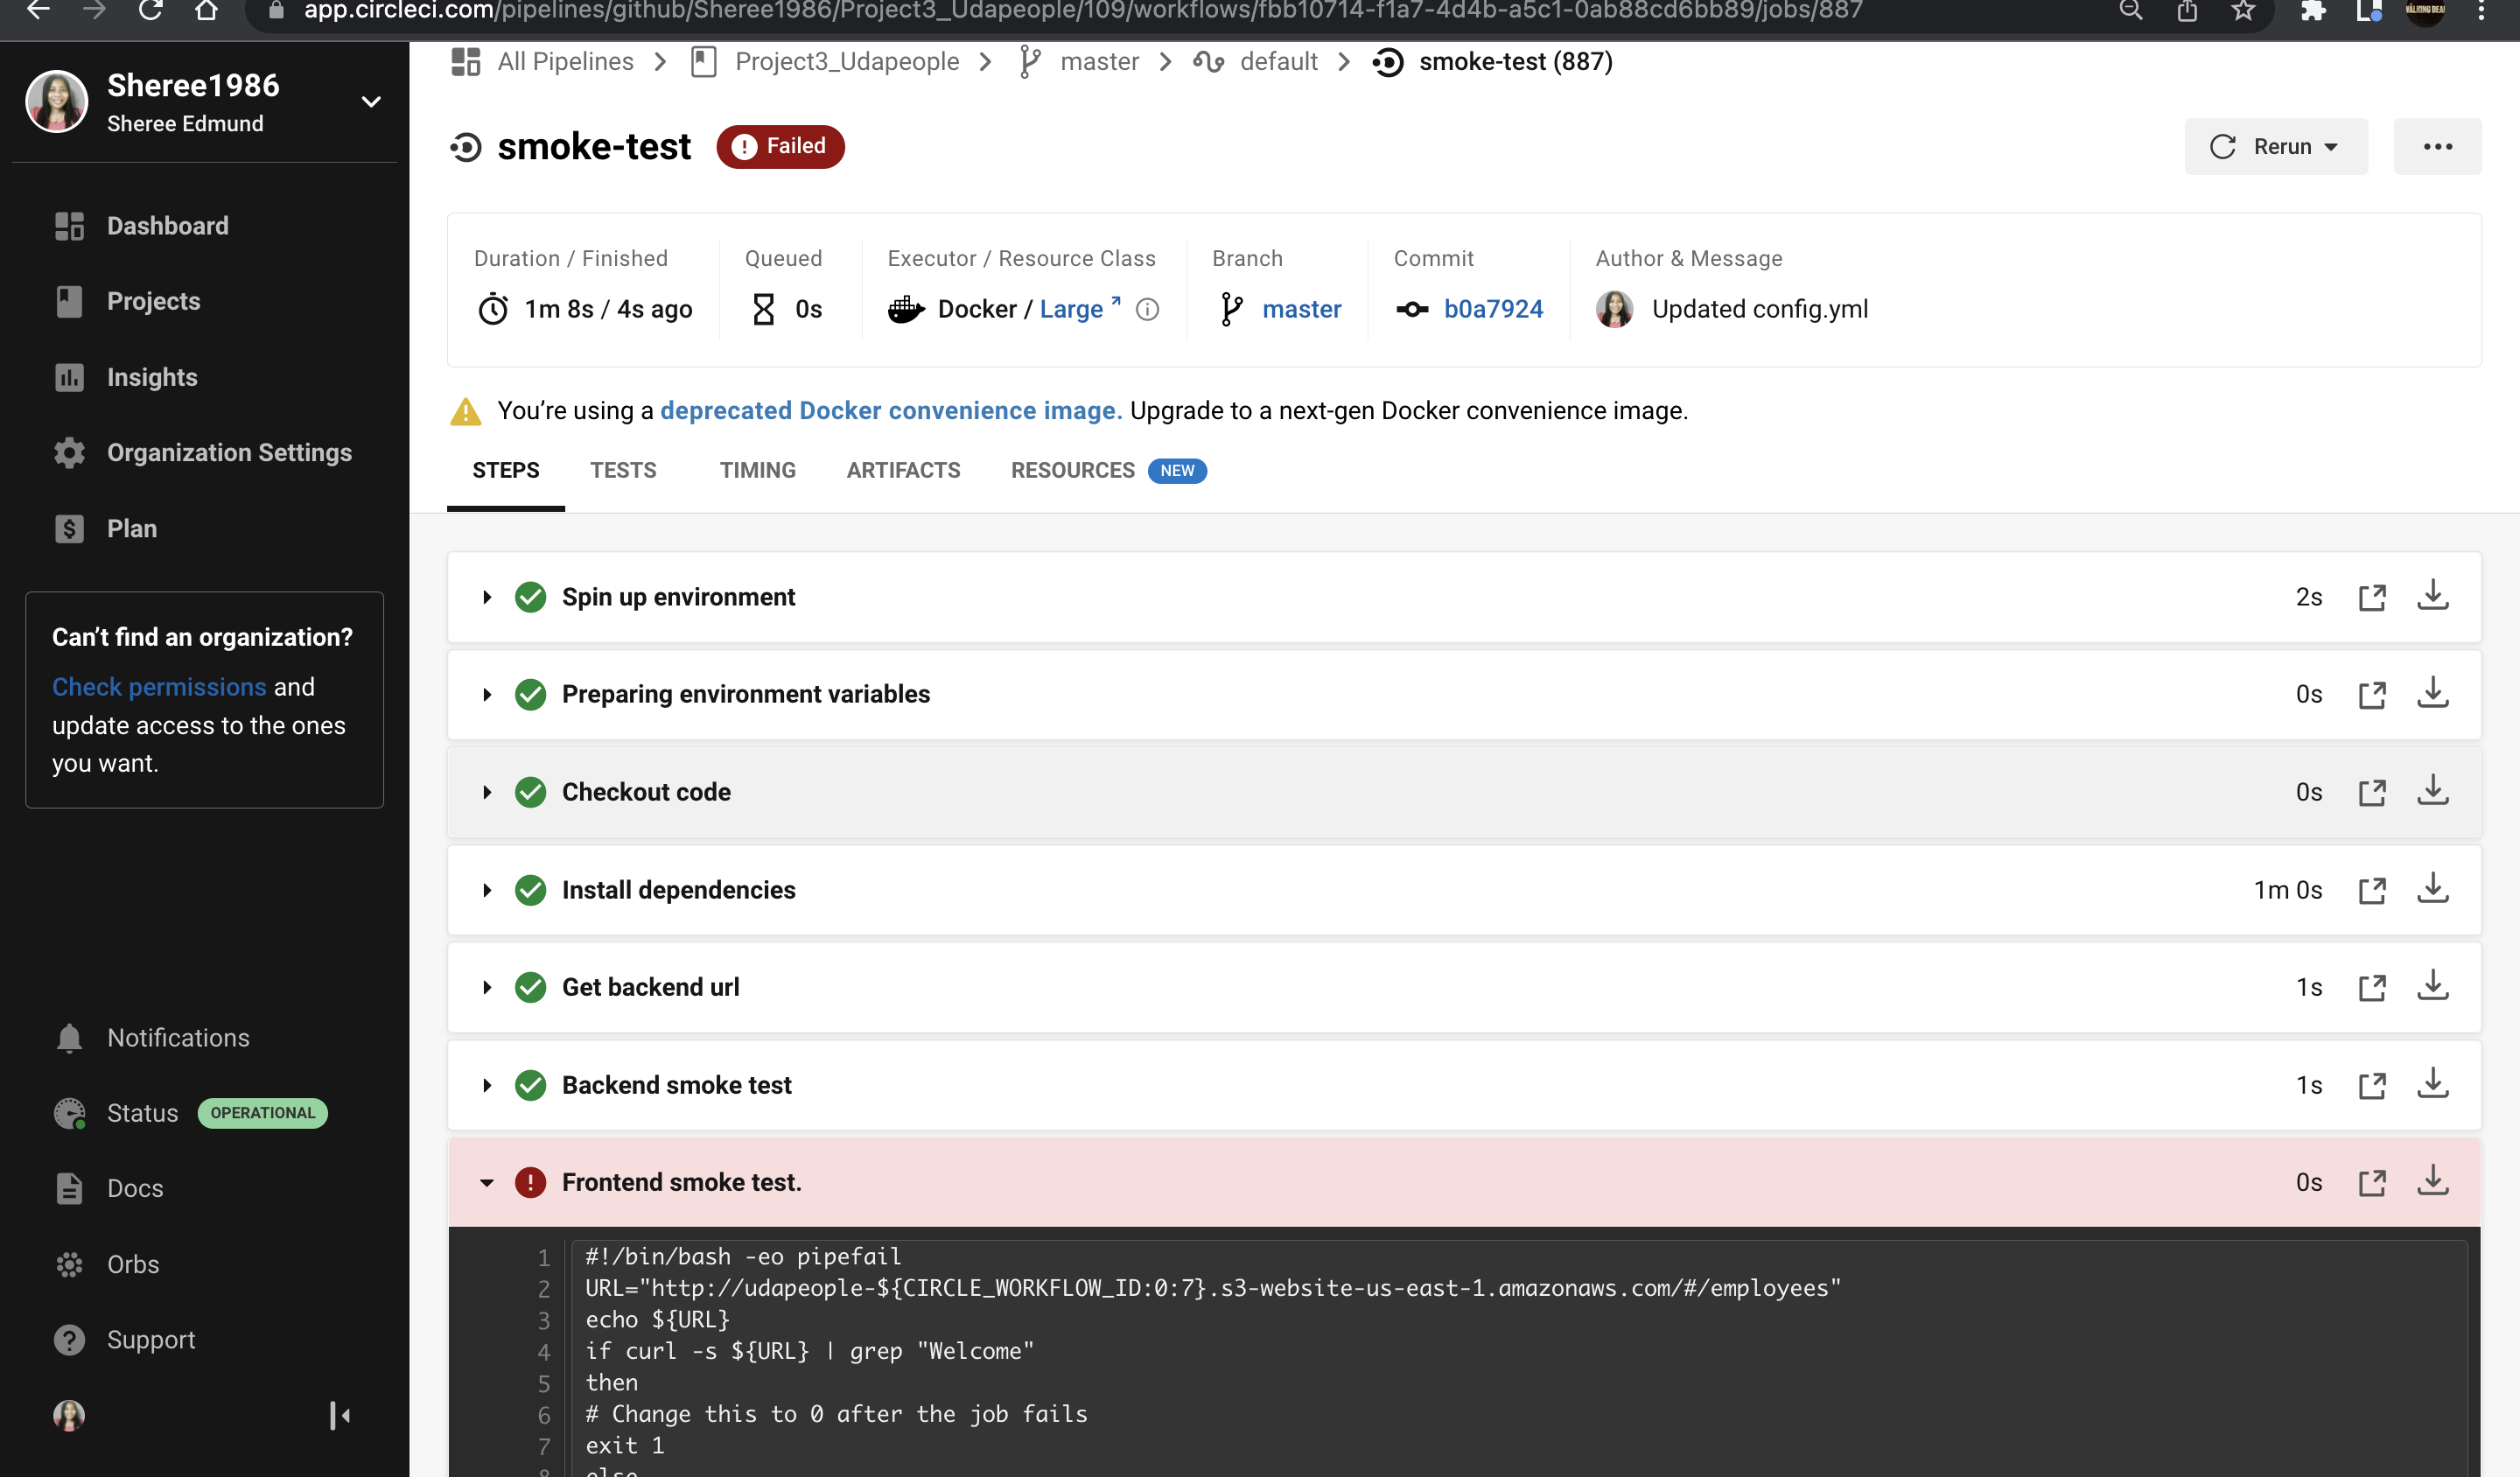 app.circleci.com/pipelines/github/Sheree1986/Project3_Udapeople/109/workflows/fbb10714-f1a7-4d4b-a5c1-0ab88cd6bb89/jobs/887
Sheree1986
Sheree Edmund
Dashboard
Projects
Insights
Organization Settings
Plan
Can't find an organization?
Check permissions and
update access to the ones
you want.
Notifications
Status OPERATIONAL
Docs
Orbs
Support
All Pipelines Project3_Udapeople master default smoke-test (887)
smoke-test Failed
Rerun
Duration / Finished Queued Executor / Resource Class Branch Commit Author & Message
1m 8s / 4s ago 0s Docker / Large master b0a7924 Updated config.yml
You're using a deprecated Docker convenience image. Upgrade to a next-gen Docker convenience image.
STEPS TESTS TIMING ARTIFACTS RESOURCES NEW
Spin up environment 2s
Preparing environment variables 0s
Checkout code 0s
Install dependencies 1m 0s
Get backend url 1s
Backend smoke test 1s
Frontend smoke test. 0s
1 #!/bin/bash -eo pipefail
2 URL="http://udapeople-${CIRCLE_WORKFLOW_ID:0:7}.s3-website-us-east-1.amazonaws.com/#/employees"
3 echo ${URL}
4 if curl -s ${URL} | grep "Welcome"
5 then
6 # Change this to 0 after the job fails
7 exit 1
8 else